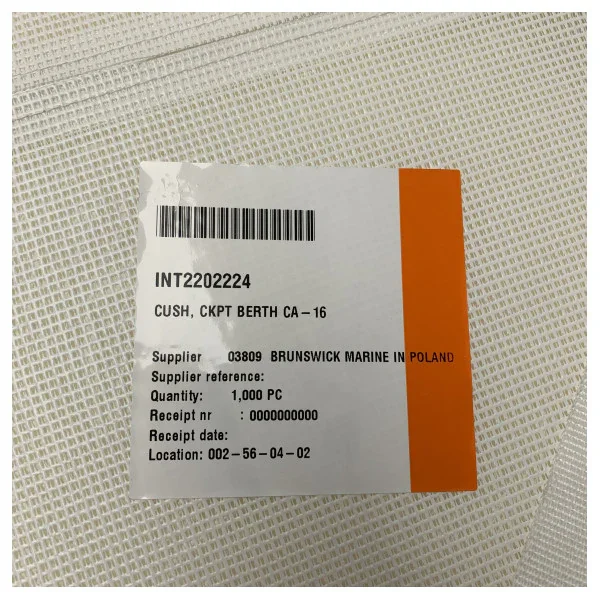 INT2202224
CUSH, CKPT BERTH CA-16
Supplier 03809 BRUNSWICK MARINE IN POLAND
Supplier reference:
Quantity: 1,000 PC
Receipt nr : 0000000000
Receipt date:
Location: 002-56-04-02